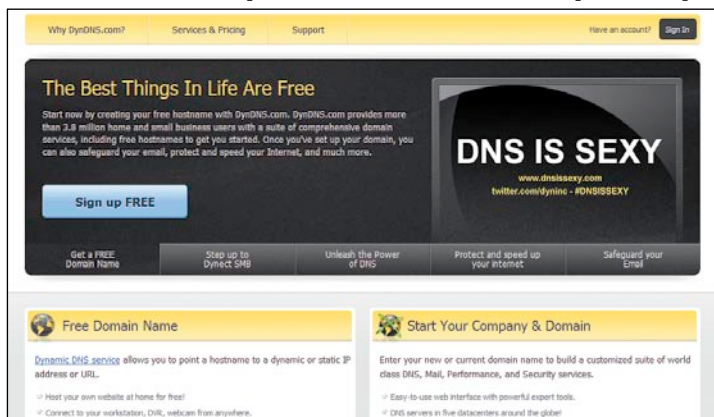 Why DynDNS.com? Services & Pricing Support Have an account? Sign In
The Best Things In Life Are Free
Start now by creating your free hostname with DynDNS.com. DynDNS.com provides more
than 3.8 million home and small business users with a suite of comprehensive domain
services, including free hostnames to get you started. Once you've set up your domain, you
can also safeguard your email, protect and speed your Internet, and much more.
Sign up FREE
DNS IS SEXY
www.dnsissexy.com
twitter.com/dyninc - #DNSISSEXY
Get a FREE
Domain Name
Step up to
Dynect SMB
Unleash the Power
of DNS
Protect and speed up
your internet
Safeguard your
Email
Free Domain Name
Dynamic DNS service allows you to point a hostname to a dynamic or static IP
address or URL.
Host your own website at home for free!
Connect to your workstation, DVR, webcam from anywhere.
Start Your Company & Domain
Enter your new or current domain name to build a customized suite of world
class DNS, Mail, Performance, and Security services.
Easy-to-use web interface with powerful expert tools.
DNS servers in five datacenters around the globe!